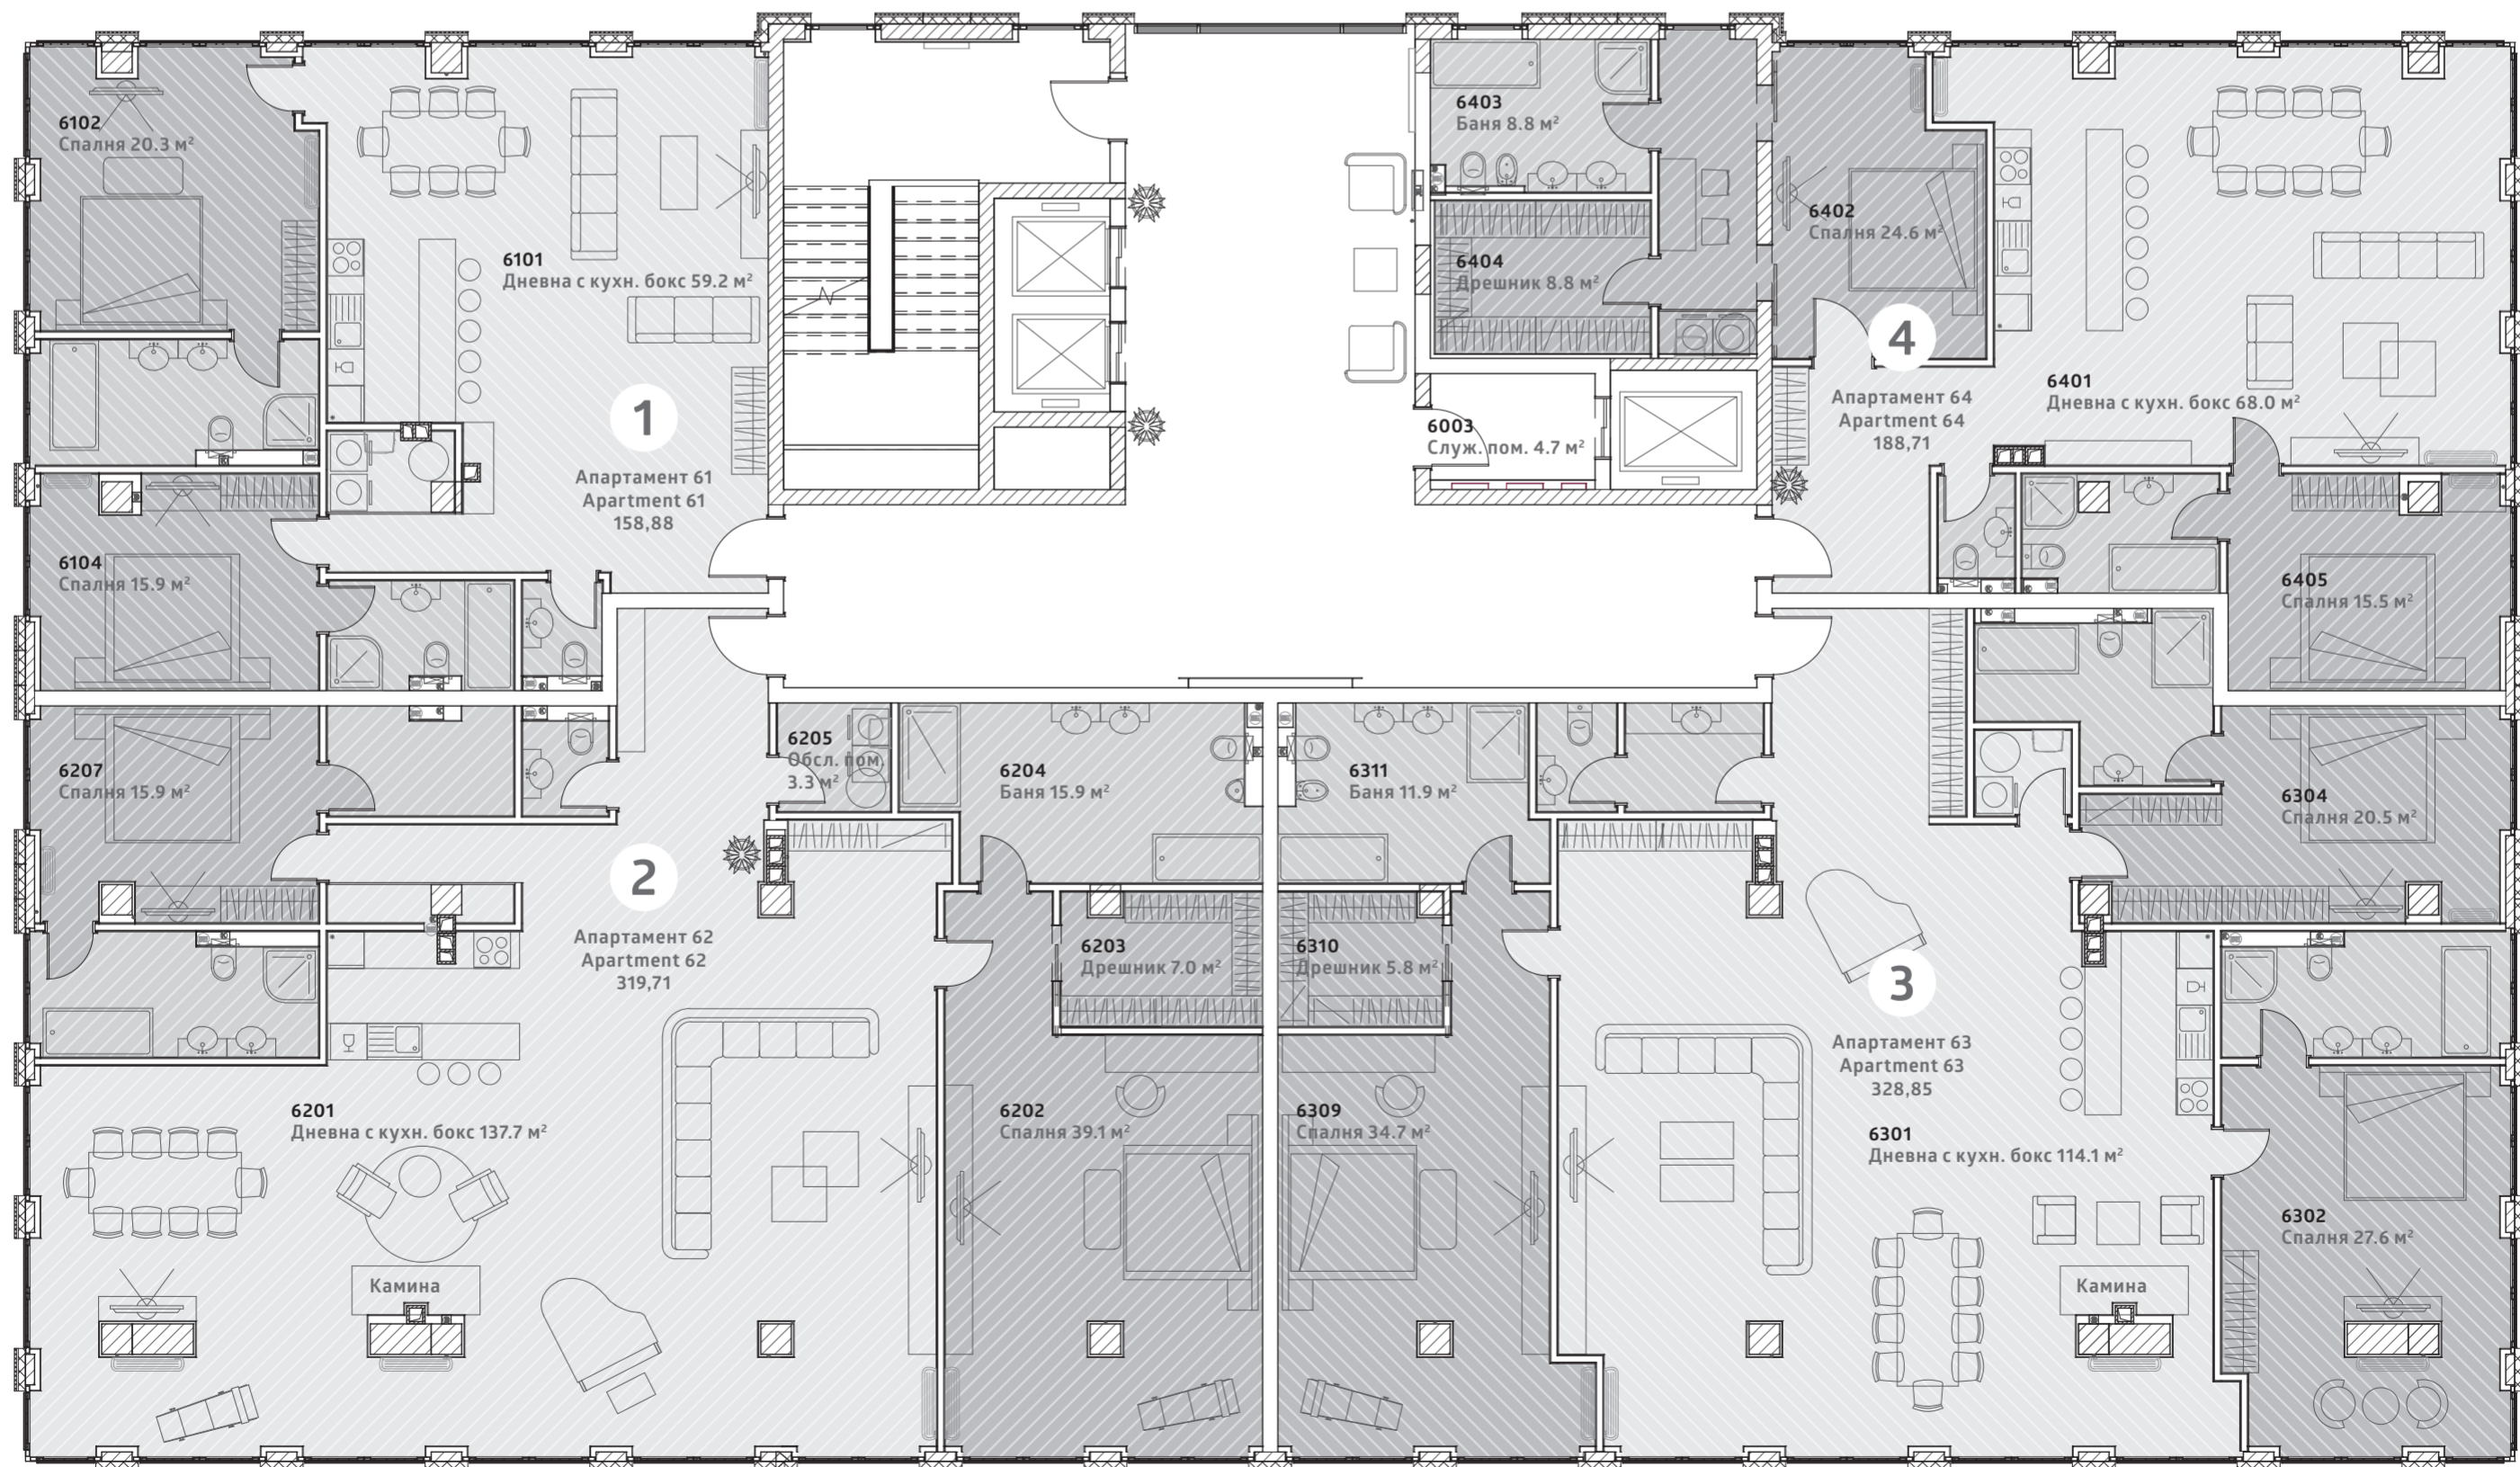 6102
Спалня 20.3 м²
6101
Дневна с кухн. бокс 59.2 м²
1
Апартамент 61
Apartment 61
158,88
6104
Спалня 15.9 м²
6403
Баня 8.8 м²
6404
Дрешник 8.8 м²
6003
Служ. пом. 4.7 м²
6402
Спалня 24.6 м²
4
Апартамент 64
Apartment 64
188,71
6401
Дневна с кухн. бокс 68.0 м²
6405
Спалня 15.5 м²
6207
Спалня 15.9 м²
2
Апартамент 62
Apartment 62
319,71
6205
Обсл. пом.
3.3 м²
6204
Баня 15.9 м²
6203
Дрешник 7.0 м²
6201
Дневна с кухн. бокс 137.7 м²
Камина
6202
Спалня 39.1 м²
6311
Баня 11.9 м²
6310
Дрешник 5.8 м²
6309
Спалня 34.7 м²
6304
Спалня 20.5 м²
3
Апартамент 63
Apartment 63
328,85
6301
Дневна с кухн. бокс 114.1 м²
Камина
6302
Спалня 27.6 м²